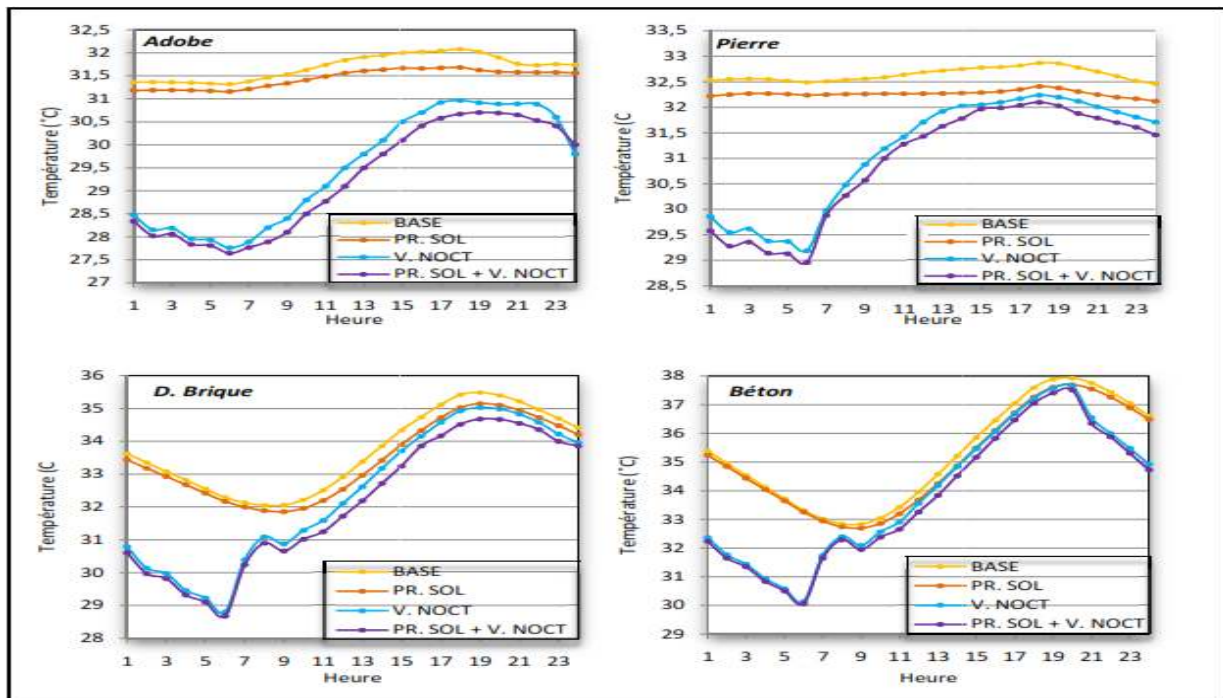 Adobe
Température (°C)
32,5
32
31,5
31
30,5
30
29,5
29
28,5
28
27,5
27
BASE
PR. SOL
V. NOCT
PR. SOL + V. NOCT
1 3 5 7 9 11 13 15 17 19 21 23
Heure
Pierre
Température (C
33,5
33
32,5
32
31,5
31
30,5
30
29,5
29
28,5
BASE
PR. SOL
V. NOCT
PR. SOL + V. NOCT
1 3 5 7 9 11 13 15 17 19 21 23
Heure
D. Brique
Température (C
36
35
34
33
32
31
30
29
28
BASE
PR. SOL
V. NOCT
PR. SOL + V. NOCT
1 3 5 7 9 11 13 15 17 19 21 23
Heure
Béton
Température (°C)
38
37
36
35
34
33
32
31
30
29
BASE
PR. SOL
V. NOCT
PR. SOL + V. NOCT
1 3 5 7 9 11 13 15 17 19 21 23
Heure